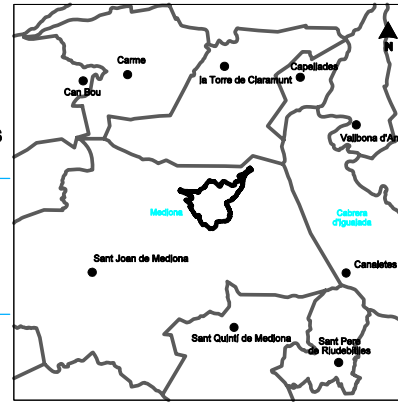 Carme
Can Bou
la Torre de Claramunt
Capellades
N
Vallbona d'An
s
Mediona
Cabrera
d'Igualada
Sant Joan de Mediona
Canaletes
Sant Quintí de Mediona
Sant Pere
de Riudebitlles